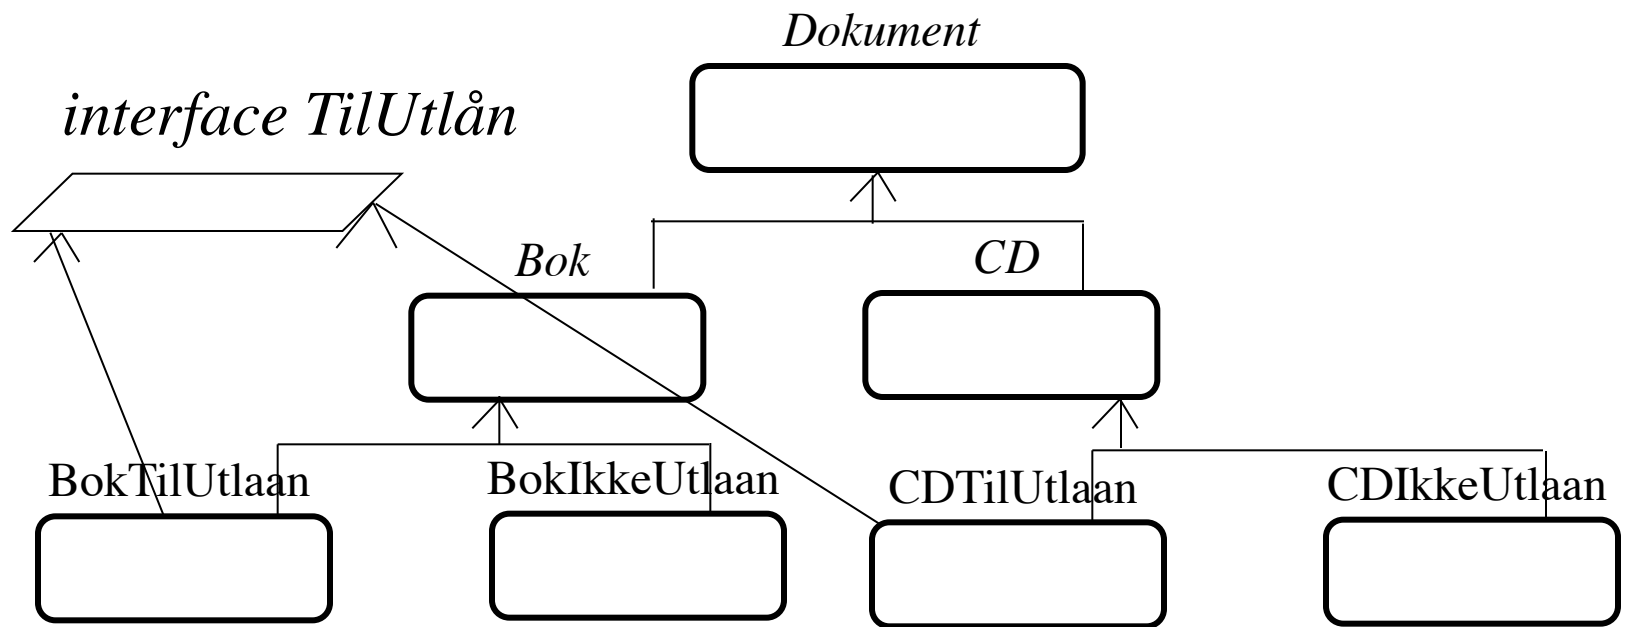 Dokument
interface TilUtlån
Bok
CD
BokTilUtlaan
BokIkkeUtlaan
CDTilUtlaan
CDIkkeUtlaan